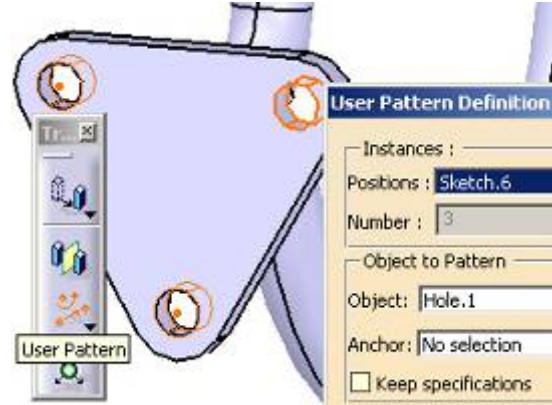 User Pattern Definition
Tr...
Instances :
Positions : Sketch.6
Number : 3
Object to Pattern
Object: Hole.1
User Pattern
Anchor: No selection
Keep specifications